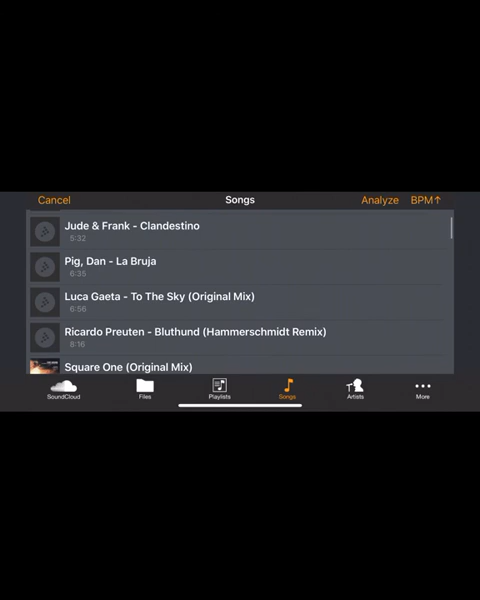 Cancel Songs Analyze BPM↑
Jude & Frank - Clandestino
5:32
Pig, Dan - La Bruja
6:35
Luca Gaeta - To The Sky (Original Mix)
6:56
Ricardo Preuten - Bluthund (Hammerschmidt Remix)
8:16
Square One (Original Mix)
SoundCloud Files Playlists Songs Artists More